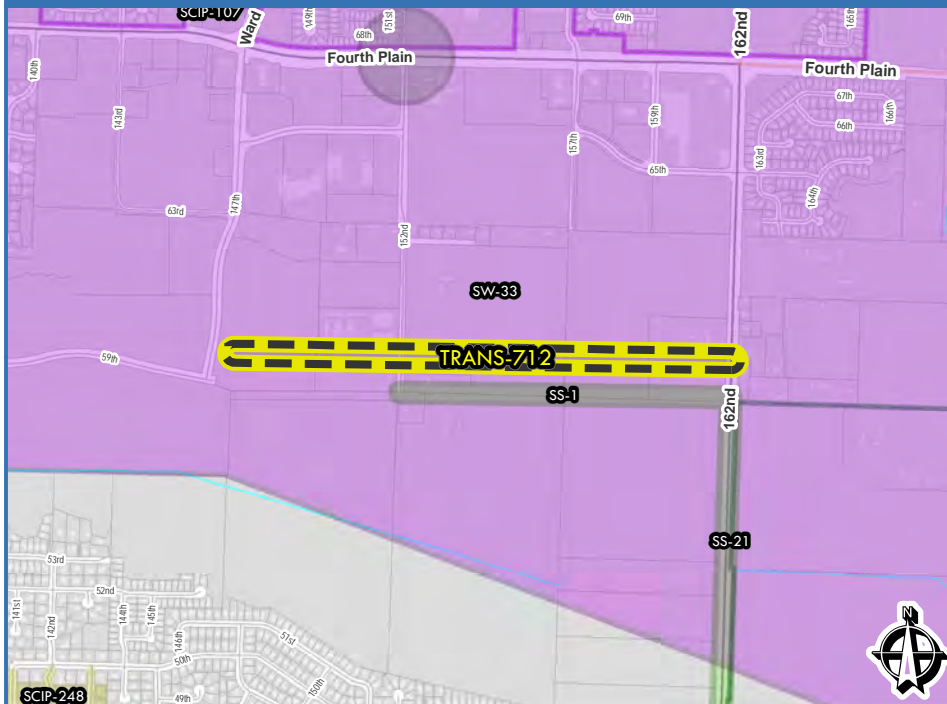 SCIP-107
Ward
149th
68th
151st
69th
162nd
165th
Fourth Plain
Fourth Plain
140th
143rd
157th
159th
67th
66th
166th
163rd
65th
164th
63rd
147th
152nd
SW-33
59th
TRANS-712
SS-1
162nd
SS-21
53rd
52nd
141st
142nd
144th
145th
146th
51st
50th
49th
150th
SCIP-248
N